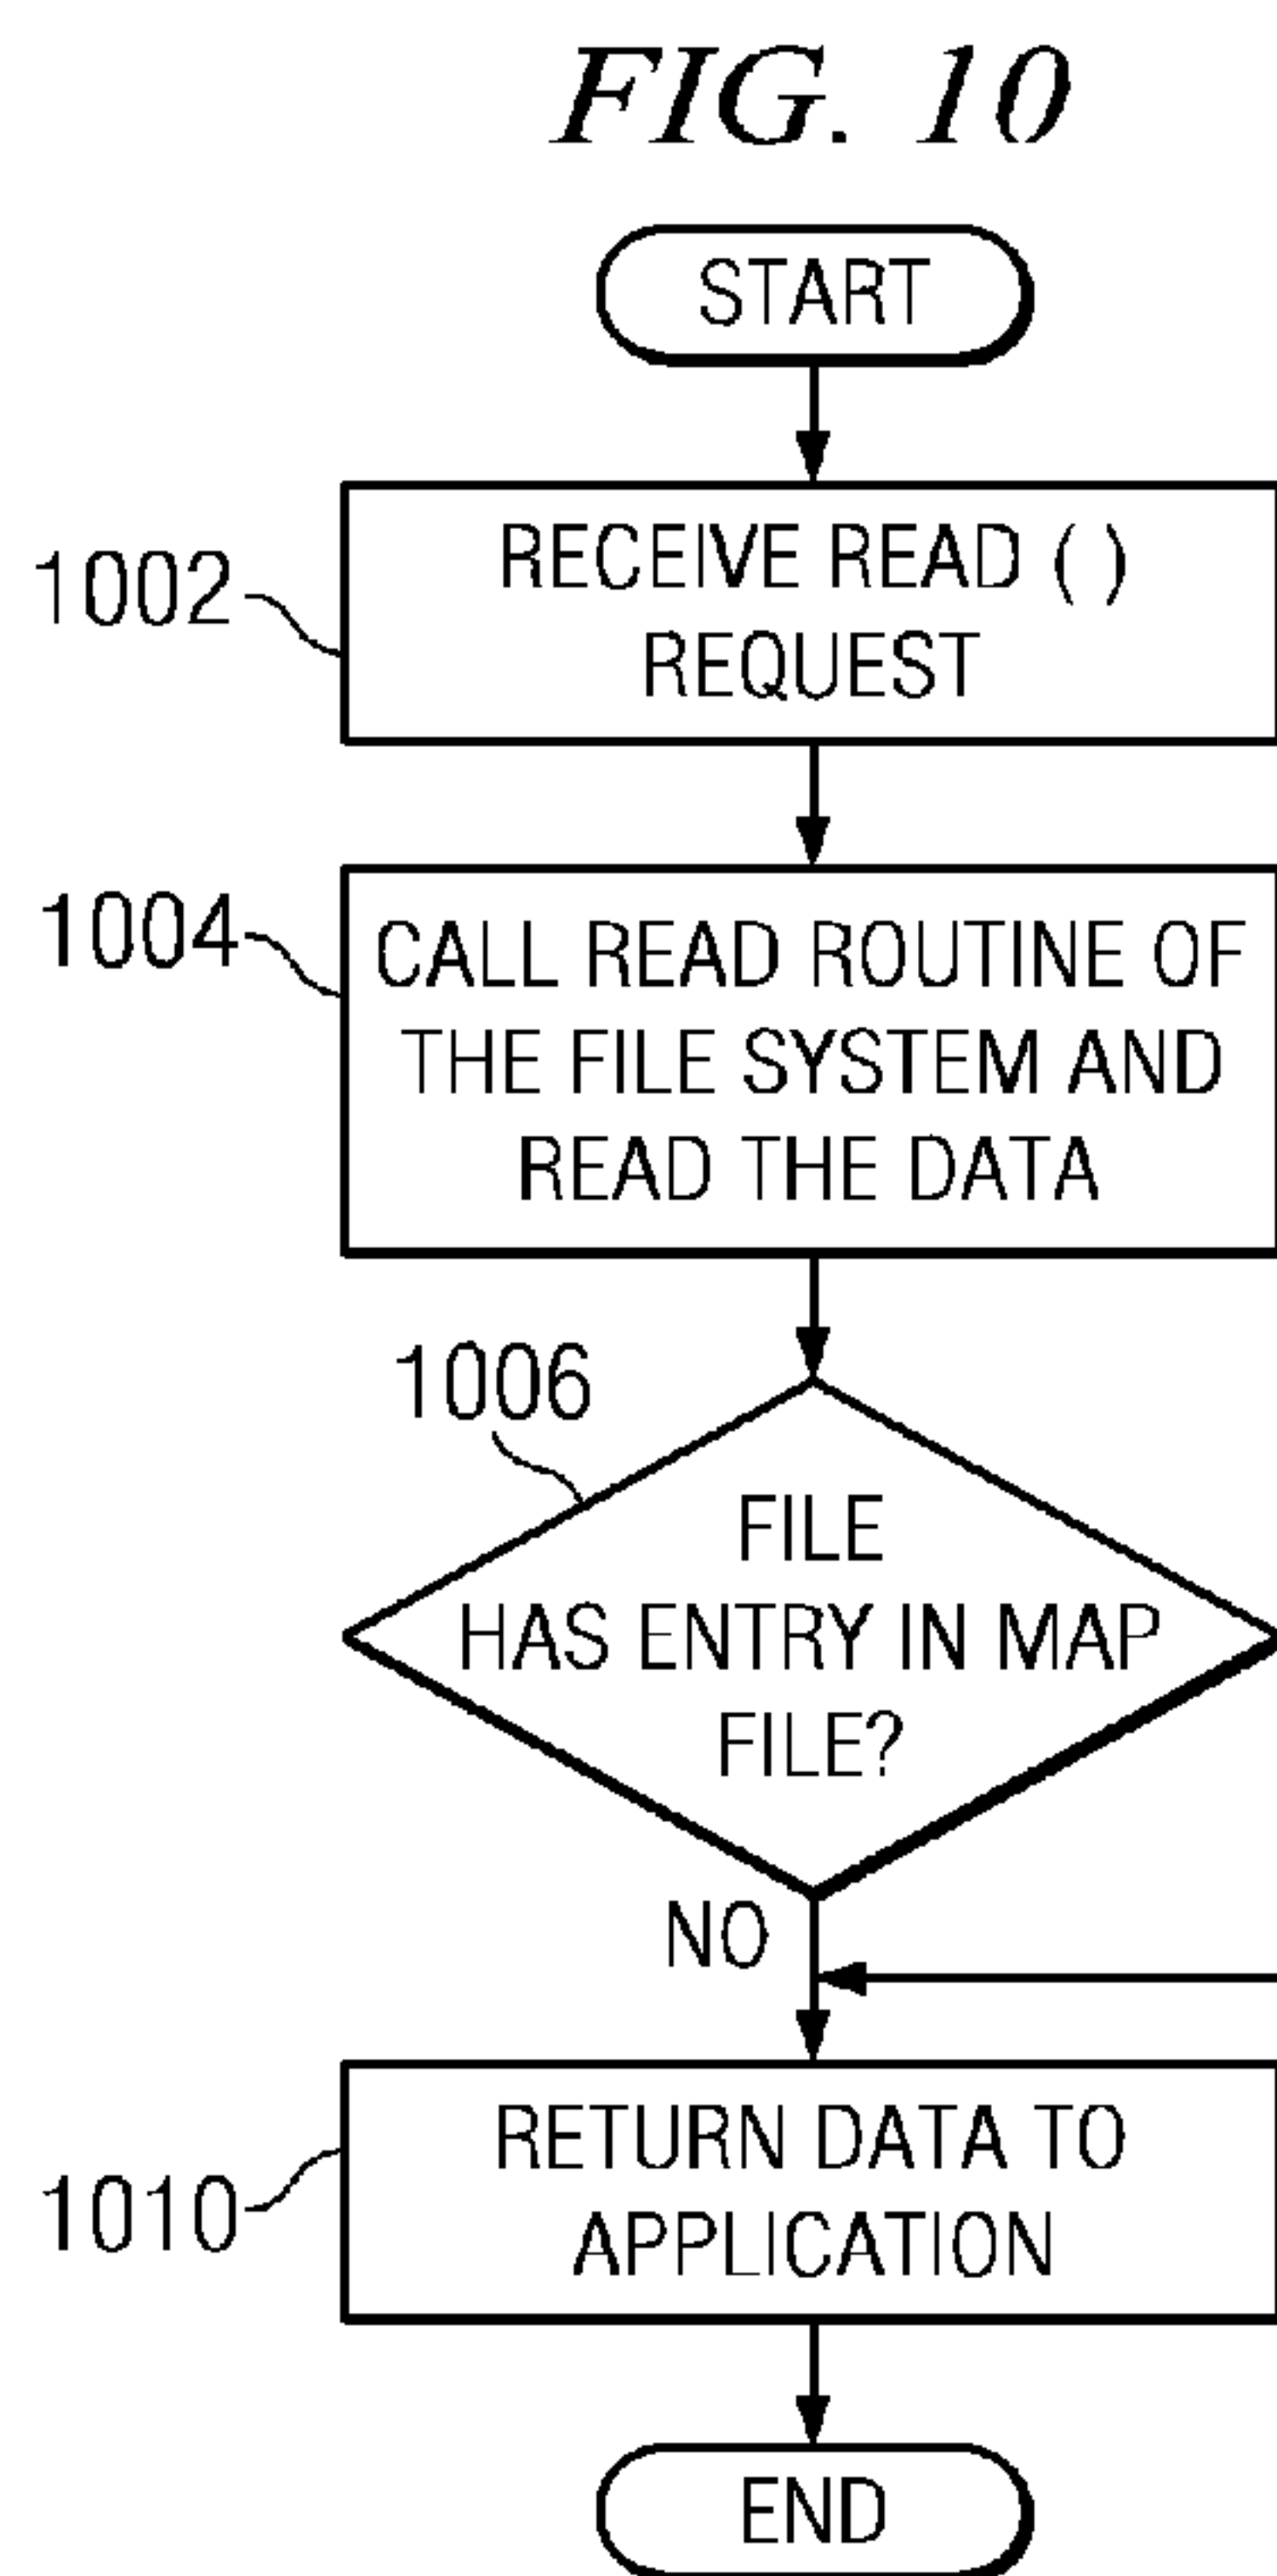 FIG. 10
START
1002
RECEIVE READ ( )
REQUEST
1004
CALL READ ROUTINE OF
THE FILE SYSTEM AND
READ THE DATA
1006
FILE
HAS ENTRY IN MAP
FILE?
NO
1010
RETURN DATA TO
APPLICATION
END